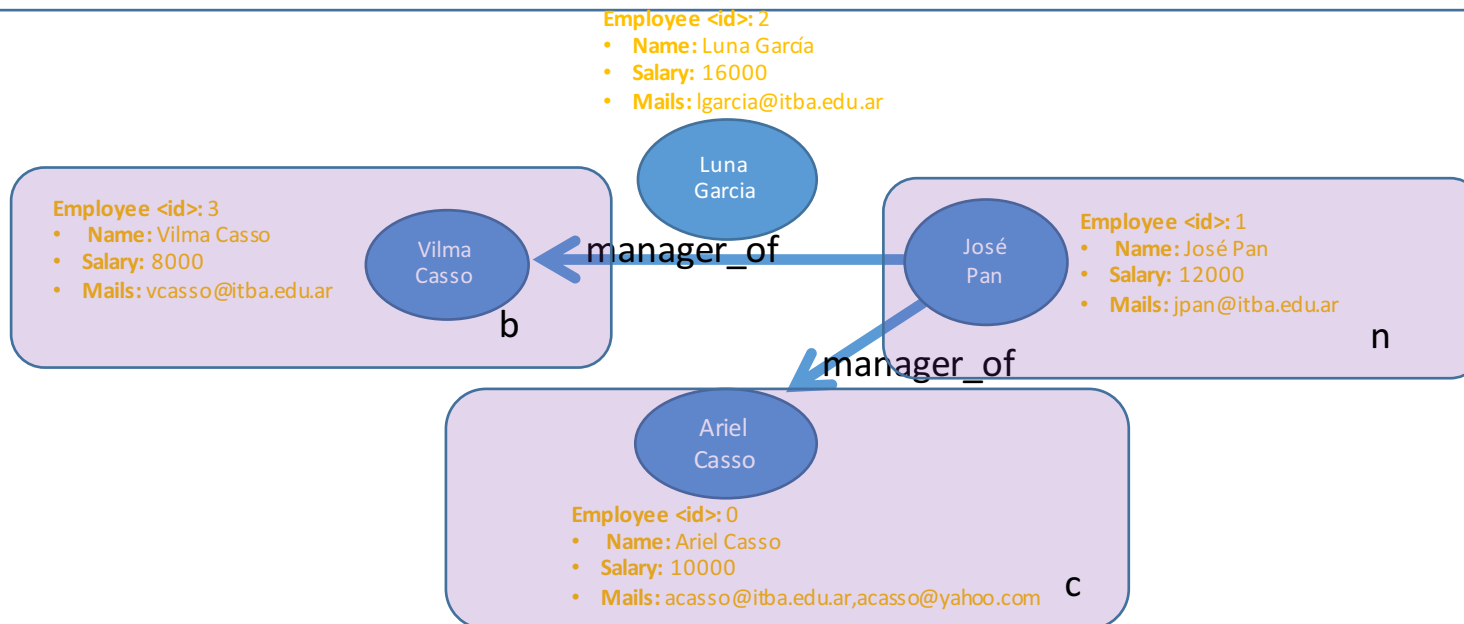 Employee <id>: 2
• Name: Luna García
• Salary: 16000
• Mails: lgarcia@itba.edu.ar
Luna
Garcia
Employee <id>: 3
• Name: Vilma Casso
• Salary: 8000
• Mails: vcasso@itba.edu.ar
Vilma
Casso
b
manager_of
José
Pan
Employee <id>: 1
• Name: José Pan
• Salary: 12000
• Mails: jpan@itba.edu.ar
n
manager_of
Ariel
Casso
Employee <id>: 0
• Name: Ariel Casso
• Salary: 10000
• Mails: acasso@itba.edu.ar,acasso@yahoo.com
c